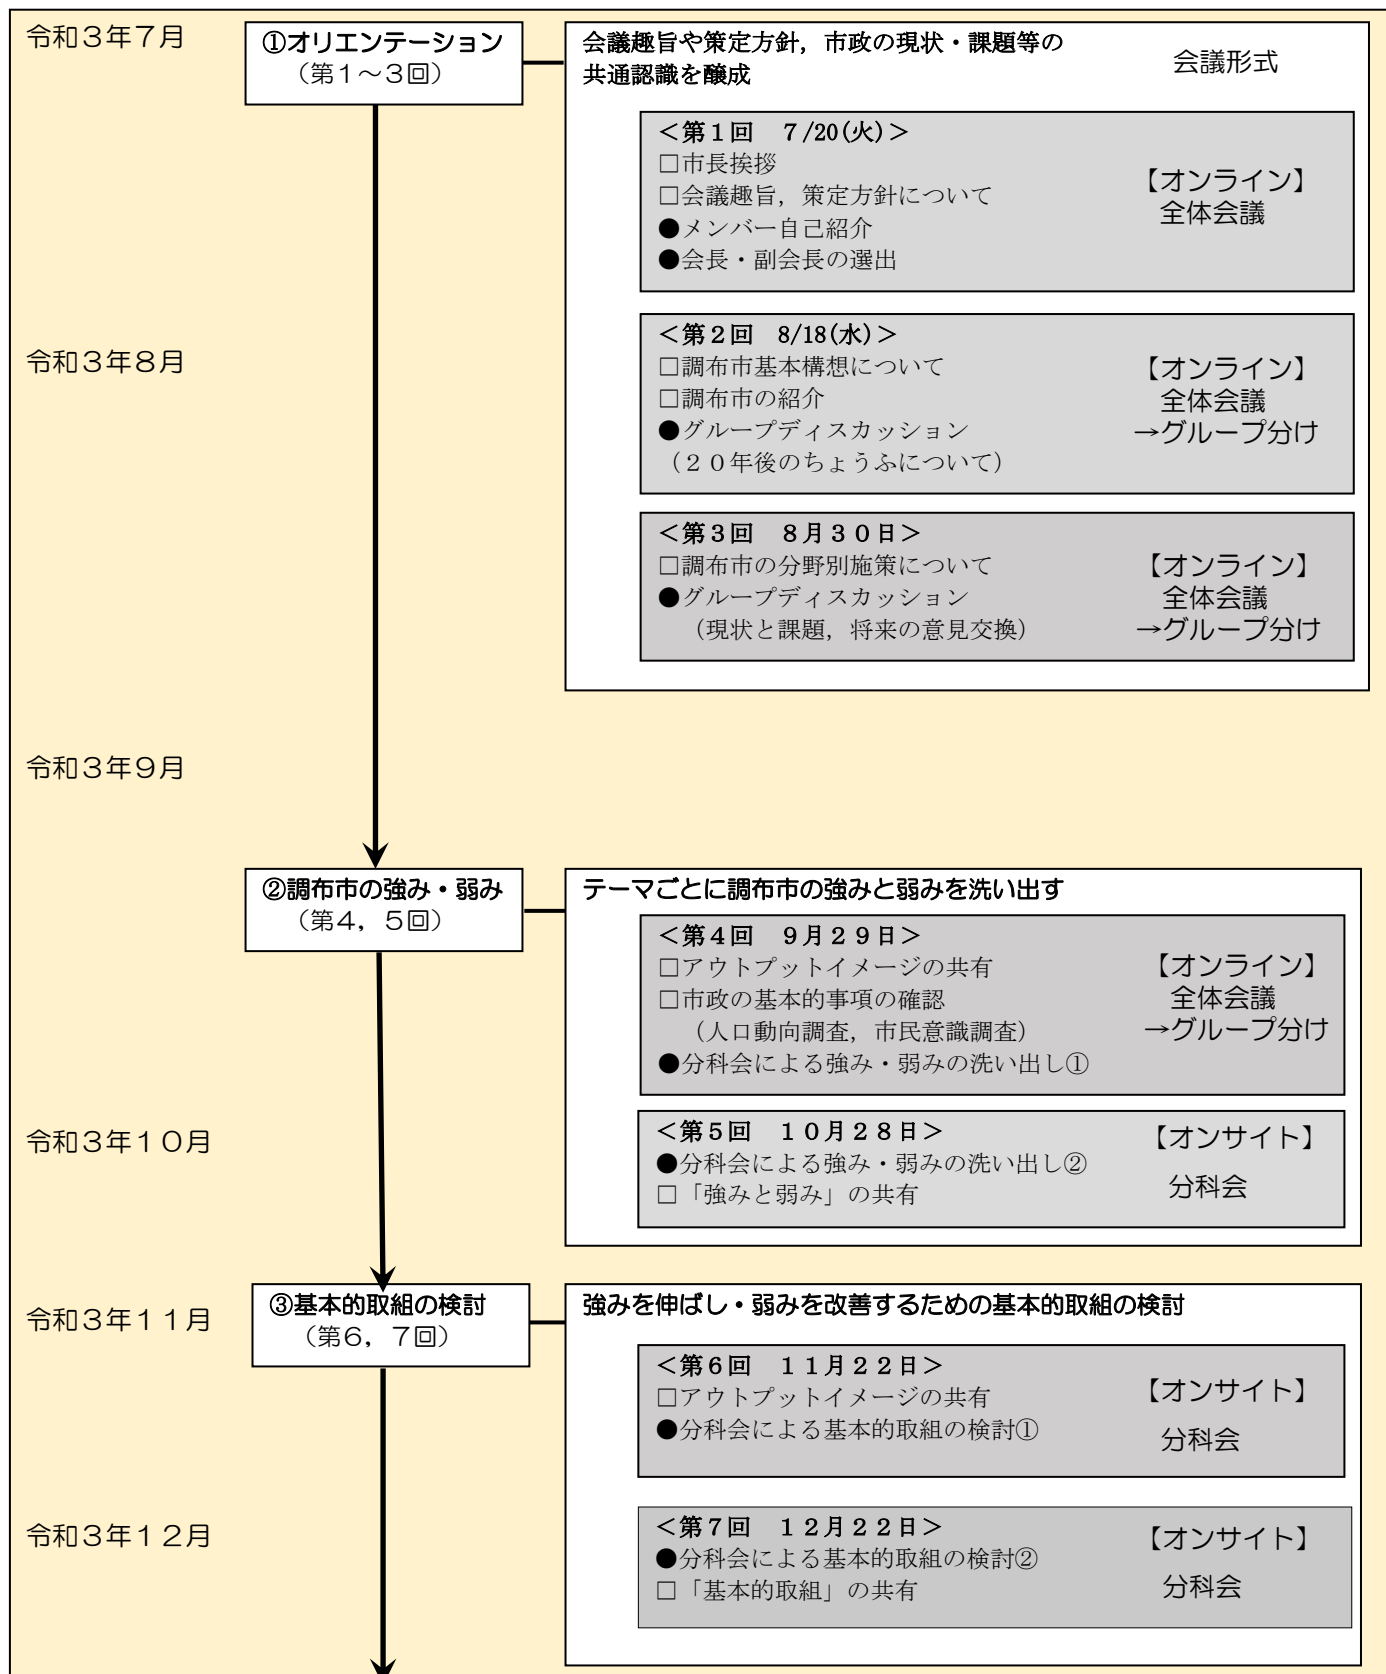 令和３年７月
①オリエンテーション
（第１～３回）
会議趣旨や策定方針，市政の現状・課題等の
共通認識を醸成
会議形式
＜第１回　７/20(火)＞
□市長挨拶
□会議趣旨，策定方針について
●メンバー自己紹介
●会長・副会長の選出
【オンライン】
全体会議
令和３年８月
＜第２回　8/18(水)＞
□調布市基本構想について
□調布市の紹介
●グループディスカッション
（２０年後のちょうふについて）
【オンライン】
全体会議
→グループ分け
＜第３回　８月３０日＞
□調布市の分野別施策について
●グループディスカッション
（現状と課題，将来の意見交換）
【オンライン】
全体会議
→グループ分け
令和３年９月
②調布市の強み・弱み
（第４，５回）
テーマごとに調布市の強みと弱みを洗い出す
＜第４回　９月２９日＞
□アウトプットイメージの共有
□市政の基本的事項の確認
（人口動向調査，市民意識調査）
●分科会による強み・弱みの洗い出し①
【オンライン】
全体会議
→グループ分け
令和３年１０月
＜第５回　１０月２８日＞
●分科会による強み・弱みの洗い出し②
□「強みと弱み」の共有
【オンサイト】
分科会
令和３年１１月
③基本的取組の検討
（第６，７回）
強みを伸ばし・弱みを改善するための基本的取組の検討
＜第６回　１１月２２日＞
□アウトプットイメージの共有
●分科会による基本的取組の検討①
【オンサイト】
分科会
令和３年１２月
＜第７回　１２月２２日＞
●分科会による基本的取組の検討②
□「基本的取組」の共有
【オンサイト】
分科会